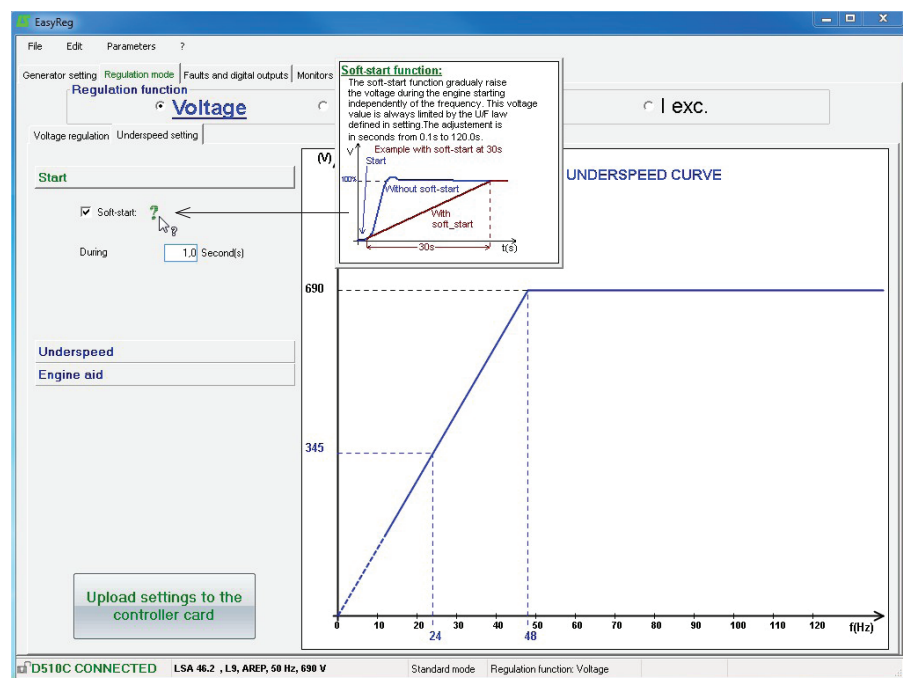 EasyReg
File Edit Parameters ?
Generator setting Regulation mode Faults and digital outputs Monitors
Regulation function
Voltage
I exc.
Voltage regulation Underspeed setting
Soft-start function:
The soft-start function gradualy raise
the voltage during the engine starting
independently of the frequency. This voltage
value is always limited by the U/F law
defined in setting.The adjustement is
in seconds from 0.1s to 120.0s.
V Example with soft-start at 30s
Start
100%
Without soft-start
With
soft_start
30s t(s)
Start
Soft-start: ?
During 1,0 Second(s)
Underspeed
Engine aid
Upload settings to the
controller card
(V)
UNDERSPEED CURVE
690
345
0 10 20 30 40 50 60 70 80 90 100 110 120 f(Hz)
24 48
D510C CONNECTED LSA 46.2 , L9, AREP, 50 Hz, 690 V Standard mode Regulation function: Voltage